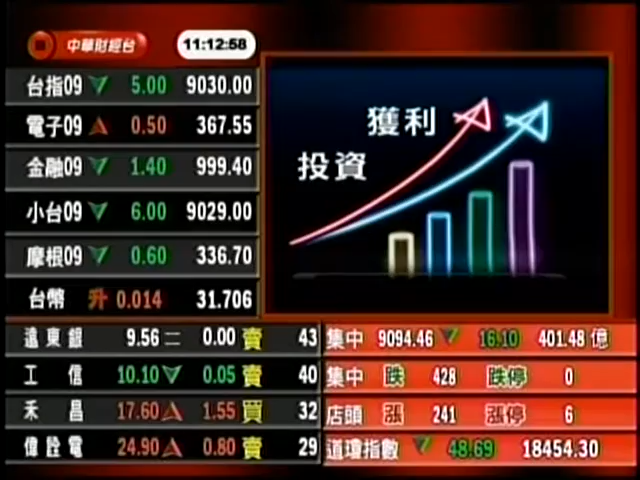 中華財經台 11:12:58
台指09 5.00 9030.00
電子09 0.50 367.55
金融09 1.40 999.40
小台09 6.00 9029.00
摩根09 0.60 336.70
台幣 升 0.014 31.706
獲利
投資
遠東銀 9.56 二 0.00 賣 43
工信 10.10 0.05 賣 40
禾昌 17.60 1.55 買 32
偉詮電 24.90 0.80 賣 29
集中 9094.46 16.10 401.48 億
集中 跌 428 跌停 0
店頭 漲 241 漲停 6
道瓊指數 48.69 18454.30